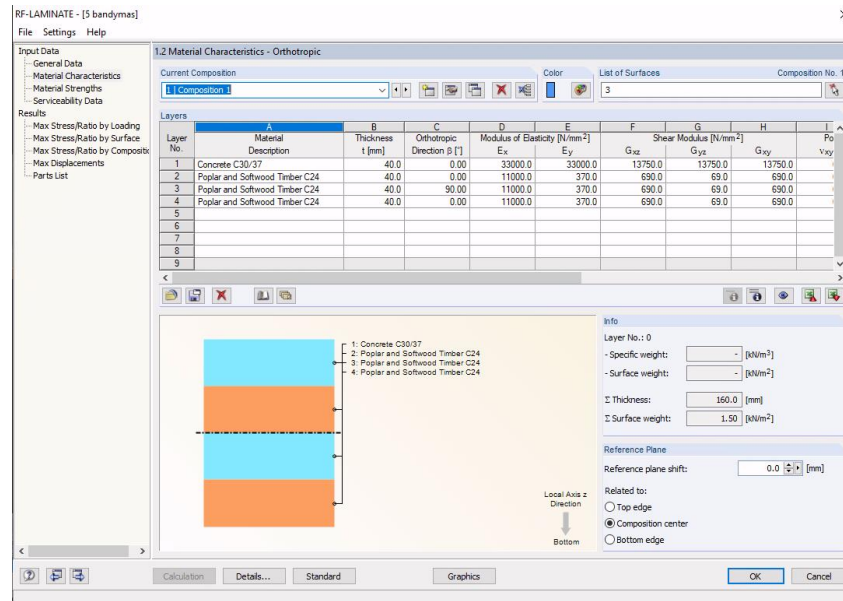 RF-LAMINATE - [5 bandymas]
File Settings Help
Input Data
General Data
Material Characteristics
Material Strengths
Serviceability Data
Results
Max Stress/Ratio by Loading
Max Stress/Ratio by Surface
Max Stress/Ratio by Compositi
Max Displacements
Parts List
1.2 Material Characteristics - Orthotropic
Current Composition
1 | Composition 1
Color
List of Surfaces
Composition No. 1
3
Layers
A B C D E F G H I
Layer Material Thickness Orthotropic Modulus of Elasticity [N/mm²] Shear Modulus [N/mm²] Po
No. Description t [mm] Direction β [°] Ex Ey Gxz Gyz Gxy νxy
1 Concrete C30/37 40.0 0.00 33000.0 33000.0 13750.0 13750.0 13750.0
2 Poplar and Softwood Timber C24 40.0 0.00 11000.0 370.0 690.0 69.0 690.0
3 Poplar and Softwood Timber C24 40.0 90.00 11000.0 370.0 690.0 69.0 690.0
4 Poplar and Softwood Timber C24 40.0 0.00 11000.0 370.0 690.0 69.0 690.0
5
6
7
8
9
1: Concrete C30/37
2: Poplar and Softwood Timber C24
3: Poplar and Softwood Timber C24
4: Poplar and Softwood Timber C24
Local Axis z
Direction
Bottom
Info
Layer No.: 0
- Specific weight: - [kN/m³]
- Surface weight: - [kN/m²]
Σ Thickness: 160.0 [mm]
Σ Surface weight: 1.50 [kN/m²]
Reference Plane
Reference plane shift: 0.0 [mm]
Related to:
Top edge
Composition center
Bottom edge
Calculation Details... Standard Graphics OK Cancel